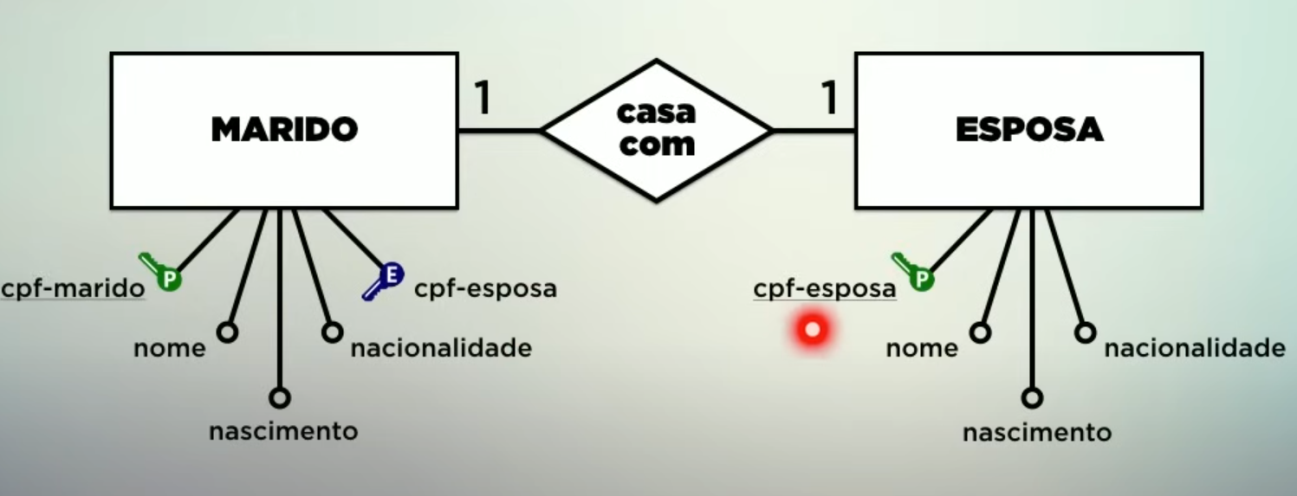 MARIDO
1
casa
com
1
ESPOSA
cpf-marido
P
E
cpf-esposa
nome
nacionalidade
nascimento
cpf-esposa
P
nome
nacionalidade
nascimento